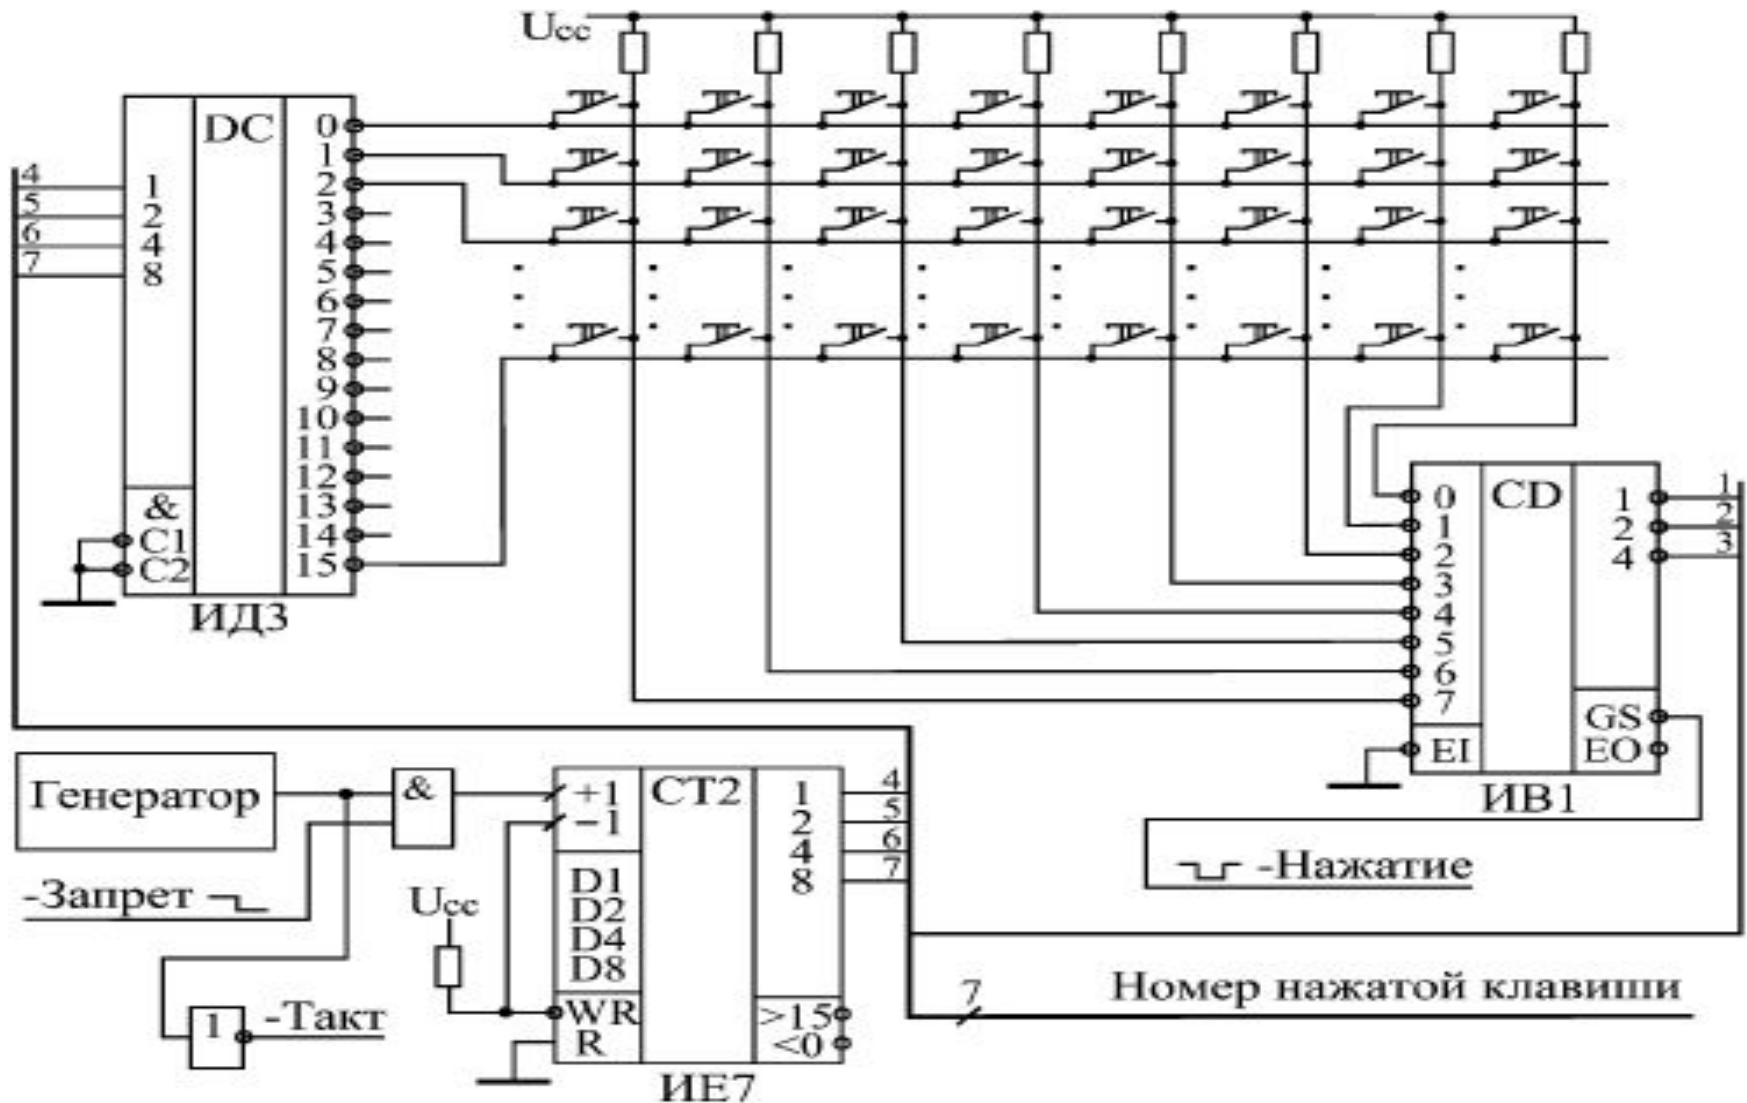 Ucc
DC
0
1
2
3
4
5
6
7
8
9
10
11
12
13
14
15
4
5
6
7
1
2
4
8
&
C1
C2
ИД3
0
1
2
3
4
5
6
7
EI
CD
1
2
4
GS
EO
1
2
3
ИВ1
-Нажатие
Генератор
&
-Запрет
Ucc
1
-Такт
+1
−1
D1
D2
D4
D8
WR
R
CT2
1
2
4
8
>15
<0
4
5
6
7
ИЕ7
7
Номер нажатой клавиши